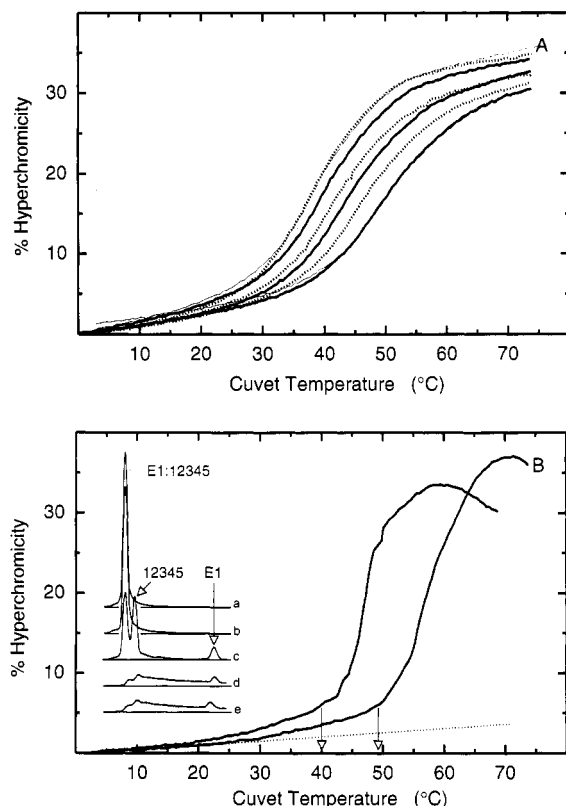 A
% Hyperchromicity
30
20
10
10 20 30 40 50 60 70
Cuvet Temperature (°C)
B
% Hyperchromicity
30
20
10
E1:12345
12345
E1
a
b
c
d
e
10 20 30 40 50 60 70
Cuvet Temperature (°C)